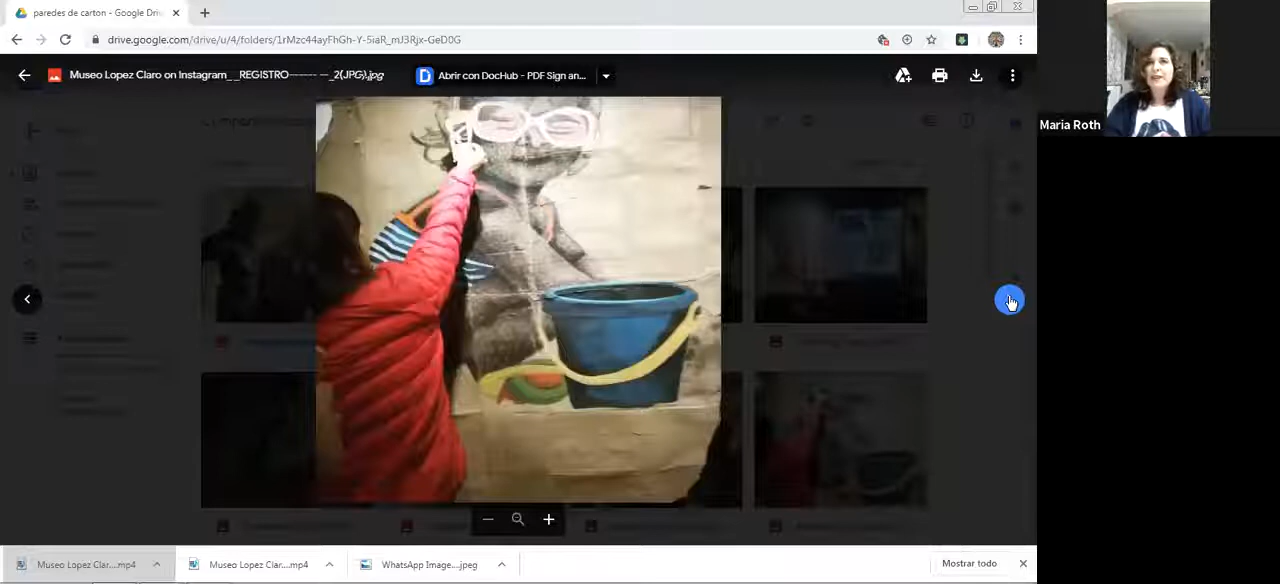 paredes de carton - Google Driv
drive.google.com/drive/u/4/folders/1rMzc44ayFhGh-Y-5iaR_mJ3Rjx-GeD0G
Museo Lopez Claro on Instagram__REGISTRO------- ---_2(JPG).jpg
Abrir con DocHub - PDF Sign an...
Maria Roth
Museo Lopez Clar....mp4
Museo Lopez Clar....mp4
WhatsApp Image....jpeg
Mostrar todo